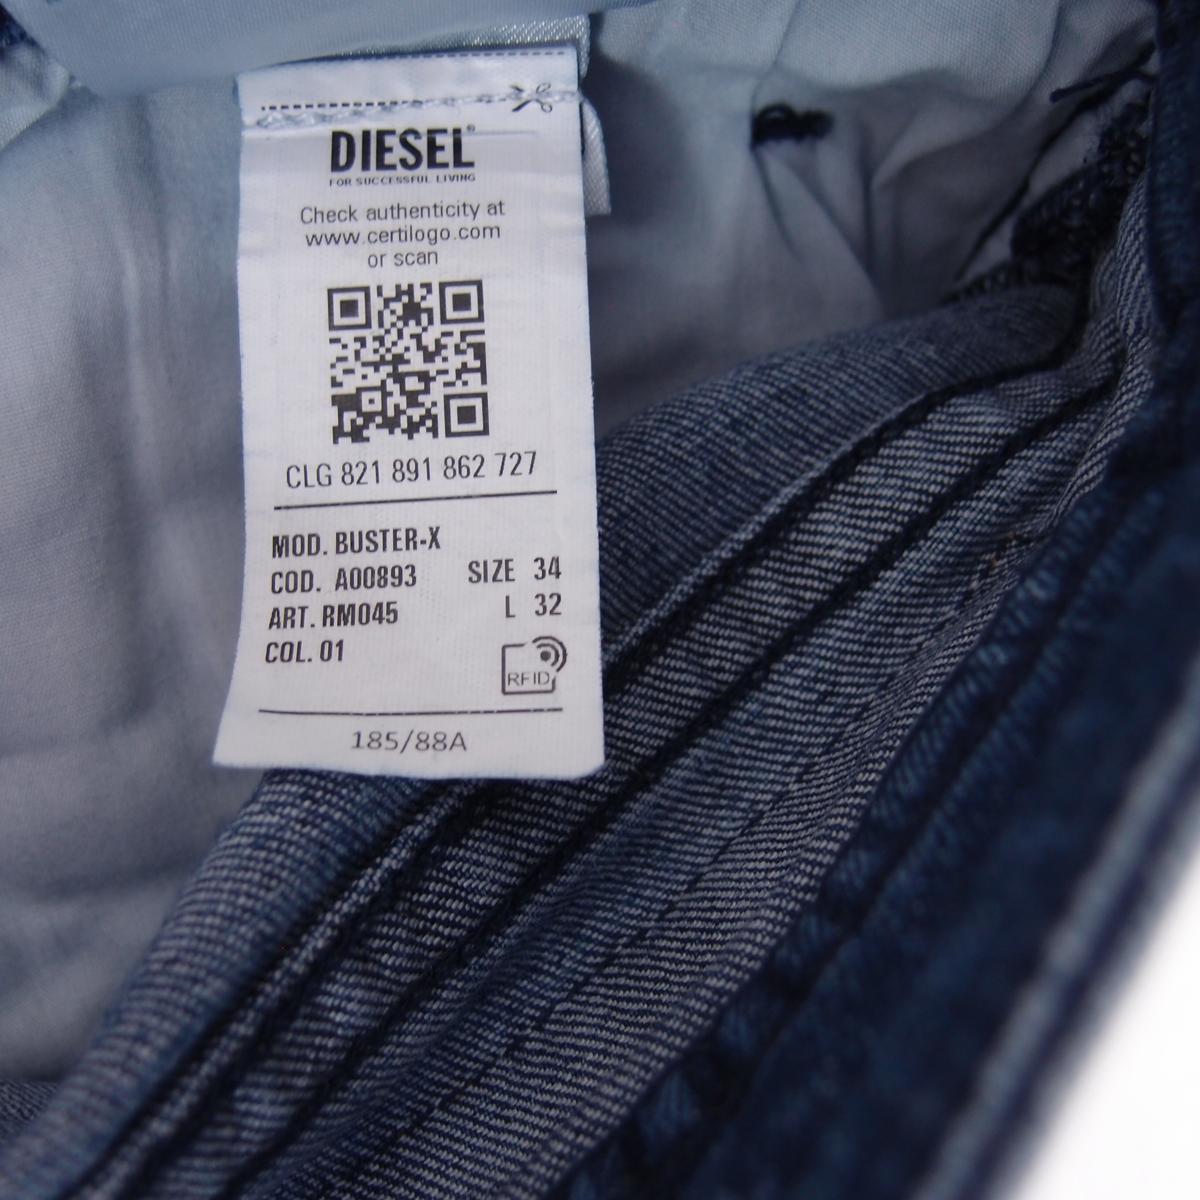 DIESEL®
FOR SUCCESSFUL LIVING
Check authenticity at
www.certilogo.com
or scan
CLG 821 891 862 727
MOD. BUSTER-X
COD. A00893 SIZE 34
ART. RM045 L 32
COL. 01
RFID
185/88A